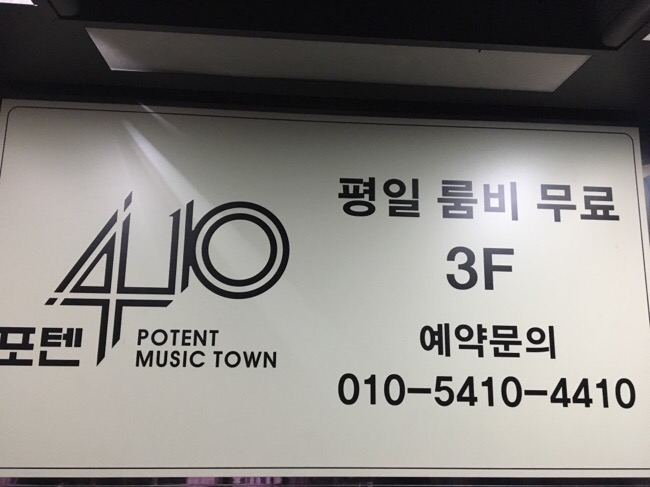 410
포텐
POTENT
MUSIC TOWN
평일 룸비 무료
3F
예약문의
010-5410-4410